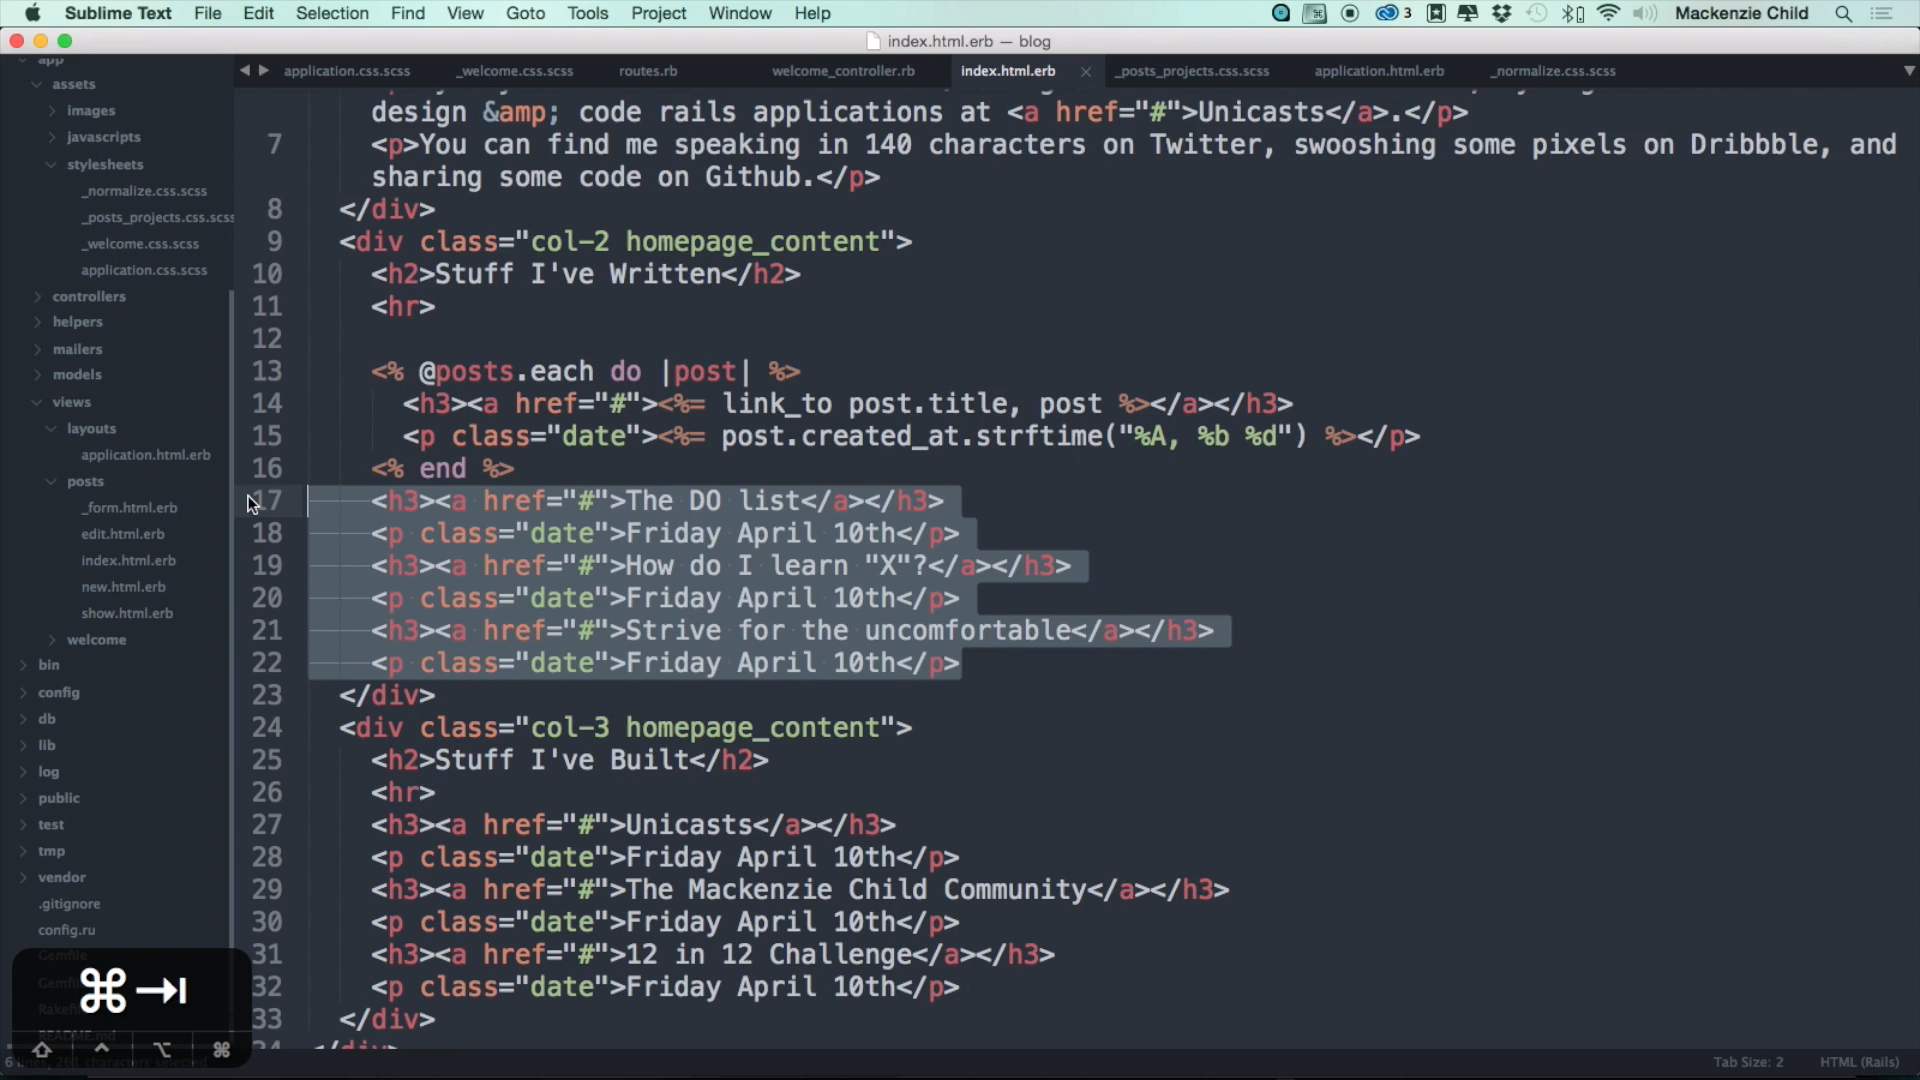 Sublime Text File Edit Selection Find View Goto Tools Project Window Help 3 Mackenzie Child
index.html.erb — blog
application.css.scss _welcome.css.scss routes.rb welcome_controller.rb index.html.erb _posts_projects.css.scss application.html.erb _normalize.css.scss
app
assets
images
javascripts
stylesheets
_normalize.css.scss
_posts_projects.css.scss
_welcome.css.scss
application.css.scss
controllers
helpers
mailers
models
views
layouts
application.html.erb
posts
_form.html.erb
edit.html.erb
index.html.erb
new.html.erb
show.html.erb
welcome
bin
config
db
lib
log
public
test
tmp
vendor
.gitignore
config.ru
Gemfile
README.md
design &amp; code rails applications at <a href="#">Unicasts</a>.</p>
7 <p>You can find me speaking in 140 characters on Twitter, swooshing some pixels on Dribbble, and
sharing some code on Github.</p>
8 </div>
9 <div class="col-2 homepage_content">
10 <h2>Stuff I've Written</h2>
11 <hr>
12
13 <% @posts.each do |post| %>
14 <h3><a href="#"><%= link_to post.title, post %></a></h3>
15 <p class="date"><%= post.created_at.strftime("%A, %b %d") %></p>
16 <% end %>
17 <h3><a href="#">The DO list</a></h3>
18 <p class="date">Friday April 10th</p>
19 <h3><a href="#">How do I learn "X"?</a></h3>
20 <p class="date">Friday April 10th</p>
21 <h3><a href="#">Strive for the uncomfortable</a></h3>
22 <p class="date">Friday April 10th</p>
23 </div>
24 <div class="col-3 homepage_content">
25 <h2>Stuff I've Built</h2>
26 <hr>
27 <h3><a href="#">Unicasts</a></h3>
28 <p class="date">Friday April 10th</p>
29 <h3><a href="#">The Mackenzie Child Community</a></h3>
30 <p class="date">Friday April 10th</p>
31 <h3><a href="#">12 in 12 Challenge</a></h3>
32 <p class="date">Friday April 10th</p>
33 </div>
⌘⇥
⇧ ⌃ ⌥ ⌘
6 lines, 261 characters selected
Tab Size: 2 HTML (Rails)